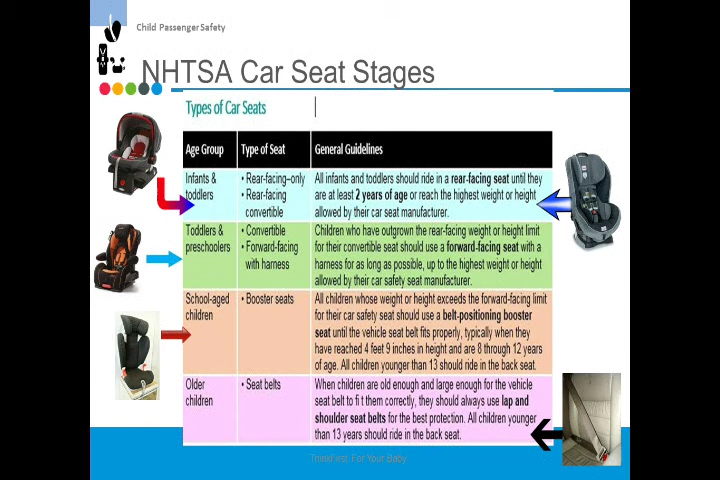 Child Passenger Safety
NHTSA Car Seat Stages
Types of Car Seats
Age Group
Type of Seat
General Guidelines
Infants &
toddlers
• Rear-facing–only
• Rear-facing
convertible
All infants and toddlers should ride in a rear-facing seat until they
are at least 2 years of age or reach the highest weight or height
allowed by their car seat manufacturer.
Toddlers &
preschoolers
• Convertible
• Forward-facing
with harness
Children who have outgrown the rear-facing weight or height limit
for their convertible seat should use a forward-facing seat with a
harness for as long as possible, up to the highest weight or height
allowed by their car safety seat manufacturer.
School-aged
children
• Booster seats
All children whose weight or height exceeds the forward-facing limit
for their car safety seat should use a belt-positioning booster
seat until the vehicle seat belt fits properly, typically when they
have reached 4 feet 9 inches in height and are 8 through 12 years
of age. All children younger than 13 should ride in the back seat.
Older
children
• Seat belts
When children are old enough and large enough for the vehicle
seat belt to fi t them correctly, they should always use lap and
shoulder seat belts for the best protection. All children younger
than 13 years should ride in the back seat.
ThinkFirst For Your Baby